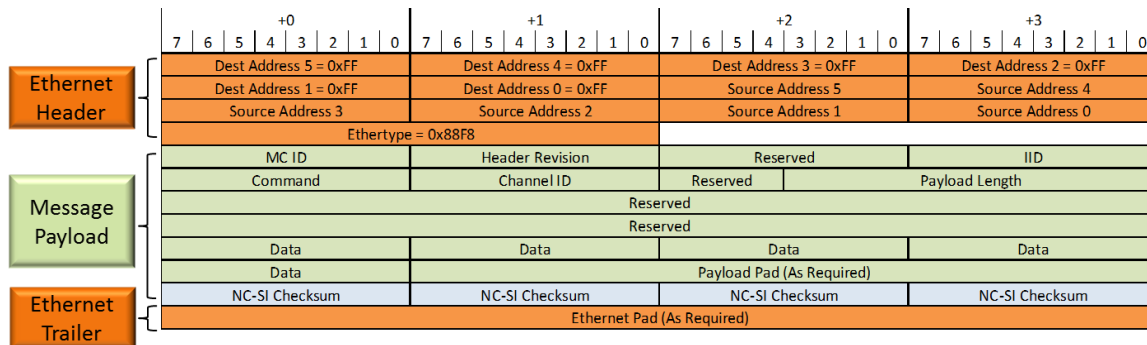 +0 +1 +2 +3
7 6 5 4 3 2 1 0 7 6 5 4 3 2 1 0 7 6 5 4 3 2 1 0 7 6 5 4 3 2 1 0
Ethernet Header
Dest Address 5 = 0xFF Dest Address 4 = 0xFF Dest Address 3 = 0xFF Dest Address 2 = 0xFF
Dest Address 1 = 0xFF Dest Address 0 = 0xFF Source Address 5 Source Address 4
Source Address 3 Source Address 2 Source Address 1 Source Address 0
Ethertype = 0x88F8
Message Payload
MC ID Header Revision Reserved IID
Command Channel ID Reserved Payload Length
Reserved
Reserved
Data Data Data Data
Data Payload Pad (As Required)
NC-SI Checksum NC-SI Checksum NC-SI Checksum NC-SI Checksum
Ethernet Trailer
Ethernet Pad (As Required)